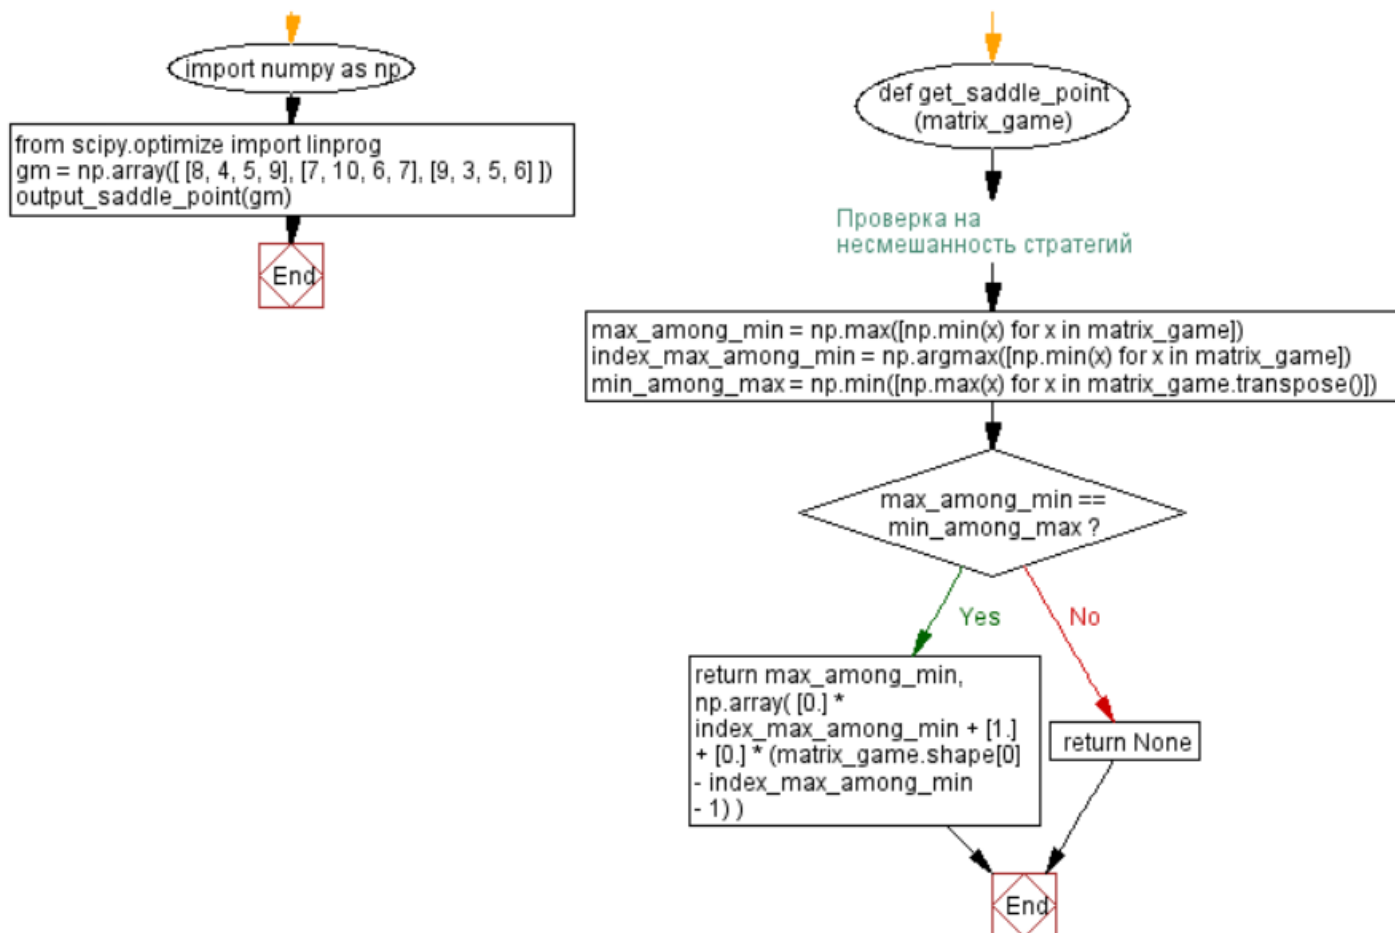 import numpy as np
from scipy.optimize import linprog
gm = np.array([ [8, 4, 5, 9], [7, 10, 6, 7], [9, 3, 5, 6] ])
output_saddle_point(gm)
End
def get_saddle_point
(matrix_game)
Проверка на
несмешанность стратегий
max_among_min = np.max([np.min(x) for x in matrix_game])
index_max_among_min = np.argmax([np.min(x) for x in matrix_game])
min_among_max = np.min([np.max(x) for x in matrix_game.transpose()])
max_among_min ==
min_among_max ?
Yes
No
return max_among_min,
np.array( [0.] *
index_max_among_min + [1.]
+ [0.] * (matrix_game.shape[0]
- index_max_among_min
- 1) )
return None
End